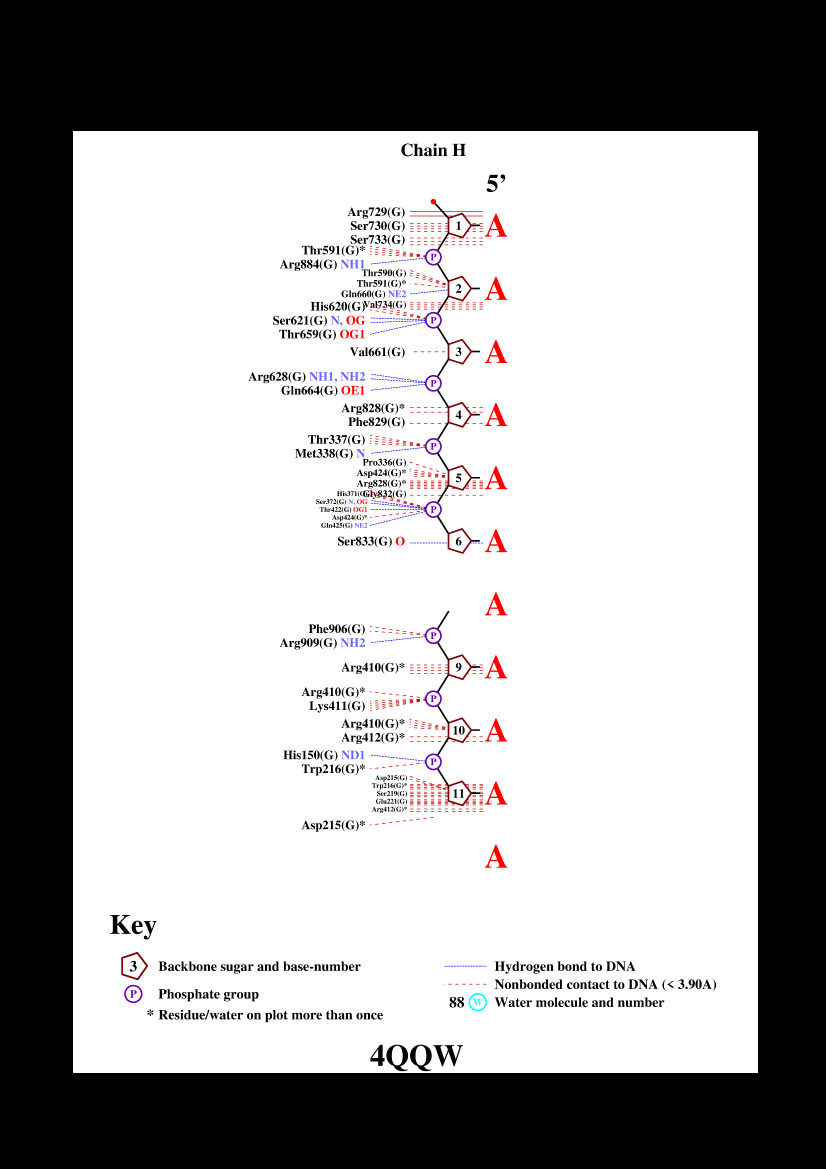 Chain H
5’
Arg729(G)
1
A
Ser730(G)
Ser733(G)
Thr591(G)*
P
Arg884(G) NH1
Thr590(G)
Thr591(G)*
2
A
Gln660(G) NE2
Val734(G)
His620(G)
P
Ser621(G) N, OG
Thr659(G) OG1
Val661(G)
3
A
Arg628(G) NH1, NH2
P
Gln664(G) OE1
Arg828(G)*
4
A
Phe829(G)
Thr337(G)
P
Met338(G) N
Pro336(G)
Asp424(G)*
5
A
Arg828(G)*
Gly832(G)
His371(G)
Ser372(G) N, OG
P
Thr422(G) OG1
Asp424(G)*
Gln425(G) NE2
Ser833(G) O
6
A
A
Phe906(G)
P
Arg909(G) NH2
Arg410(G)*
9
A
Arg410(G)*
P
Lys411(G)
Arg410(G)*
10
A
Arg412(G)*
His150(G) ND1
P
Trp216(G)*
Asp215(G)
Trp216(G)*
Ser219(G)
11
A
Glu221(G)
Arg412(G)*
Asp215(G)*
A
Key
3 Backbone sugar and base-number
P Phosphate group
* Residue/water on plot more than once
Hydrogen bond to DNA
Nonbonded contact to DNA (< 3.90A)
88 W Water molecule and number
4QQW